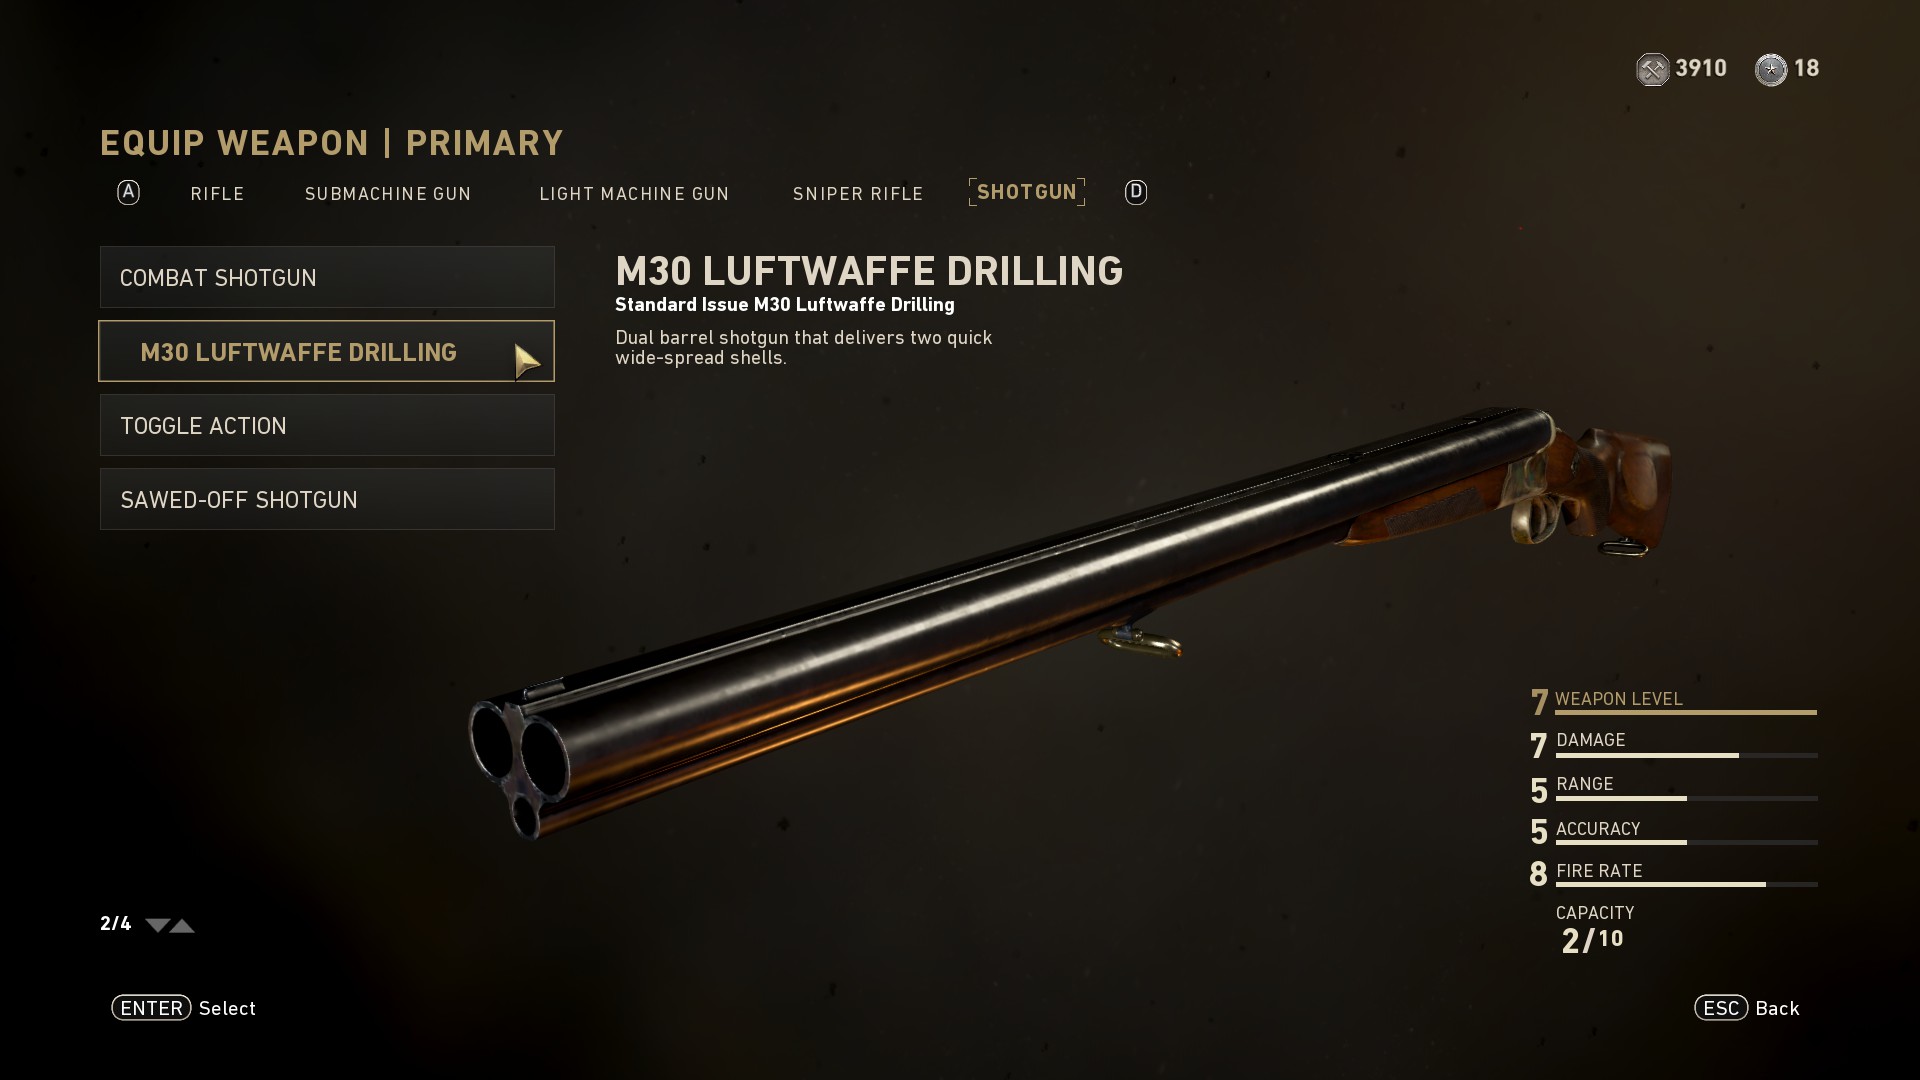 3910 18
EQUIP WEAPON | PRIMARY
A RIFLE SUBMACHINE GUN LIGHT MACHINE GUN SNIPER RIFLE SHOTGUN D
COMBAT SHOTGUN
M30 LUFTWAFFE DRILLING
TOGGLE ACTION
SAWED-OFF SHOTGUN
M30 LUFTWAFFE DRILLING
Standard Issue M30 Luftwaffe Drilling
Dual barrel shotgun that delivers two quick
wide-spread shells.
7 WEAPON LEVEL
7 DAMAGE
5 RANGE
5 ACCURACY
8 FIRE RATE
CAPACITY
2/10
2/4
ENTER Select
ESC Back